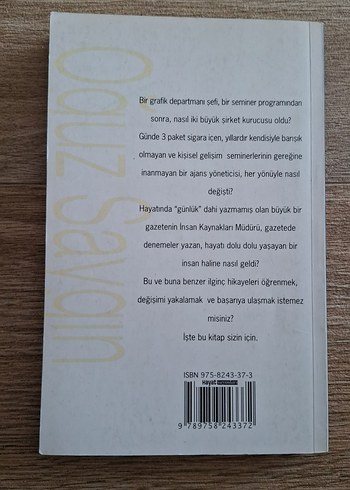 Oğuz Saygın
Bir grafik departmanı şefi, bir seminer programından
sonra, nasıl iki büyük şirket kurucusu oldu?
Günde 3 paket sigara içen, yıllardır kendisiyle barışık
olmayan ve kişisel gelişim seminerlerinin gereğine
inanmayan bir ajans yöneticisi, her yönüyle nasıl
değişti?
Hayatında “günlük” dahi yazmamış olan büyük bir
gazetenin İnsan Kaynakları Müdürü, gazetede
denemeler yazan, hayatı dolu dolu yaşayan bir
insan haline nasıl geldi?
Bu ve buna benzer ilginç hikayeleri öğrenmek,
değişimi yakalamak ve başarıya ulaşmak istemez
misiniz?
İşte bu kitap sizin için.
ISBN 975-8243-37-3
Hayat
9 789758 243372